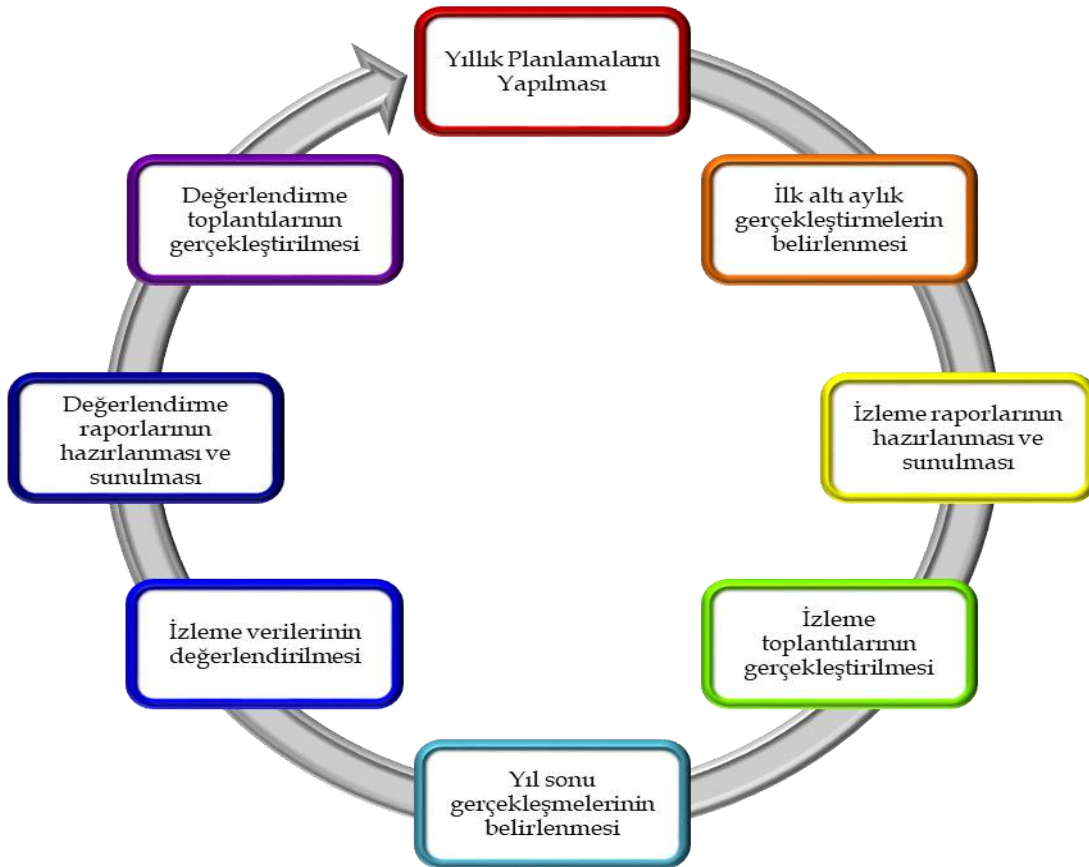 Yıllık Planlamaların
Yapılması
İlk altı aylık
gerçekleştirmelerin
belirlenmesi
İzleme raporlarının
hazırlanması ve
sunulması
İzleme
toplantılarının
gerçekleştirilmesi
Yıl sonu
gerçekleşmelerinin
belirlenmesi
İzleme verilerinin
değerlendirilmesi
Değerlendirme
raporlarının
hazırlanması ve
sunulması
Değerlendirme
toplantılarının
gerçekleştirilmesi